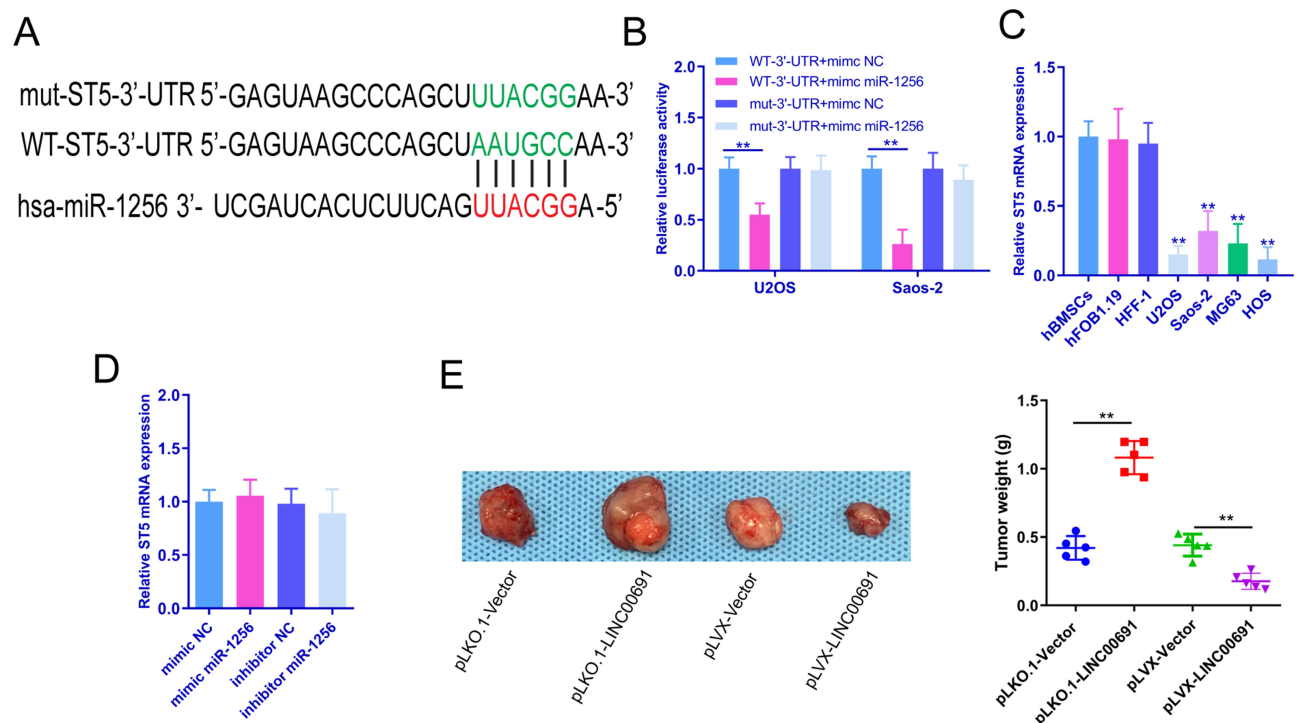 A
mut-ST5-3'-UTR 5'-GAGUAAGCCCAGCUUUACGGAA-3'
WT-ST5-3'-UTR 5'-GAGUAAGCCCAGCUAAUGCCAA-3'
hsa-miR-1256 3'- UCGAUCACUCUUCAGUUACGGA-5'
B
WT-3'-UTR+mimc NC
WT-3'-UTR+mimc miR-1256
mut-3'-UTR+mimc NC
mut-3'-UTR+mimc miR-1256
Relative luciferase activity
2.0
1.5
1.0
0.5
0.0
**
**
U2OS
Saos-2
C
Relative ST5 mRNA expression
1.5
1.0
0.5
0.0
**
**
**
**
hBMSCs
hFOB1.19
HFF-1
U2OS
Saos-2
MG63
HOS
D
Relative ST5 mRNA expression
2.0
1.5
1.0
0.5
0.0
mimic NC
mimic miR-1256
inhibitor NC
inhibitor miR-1256
E
pLKO.1-Vector
pLKO.1-LINC00691
pLVX-Vector
pLVX-LINC00691
Tumor weight (g)
1.5
1.0
0.5
0.0
**
**
pLKO.1-Vector
pLKO.1-LINC00691
pLVX-Vector
pLVX-LINC00691